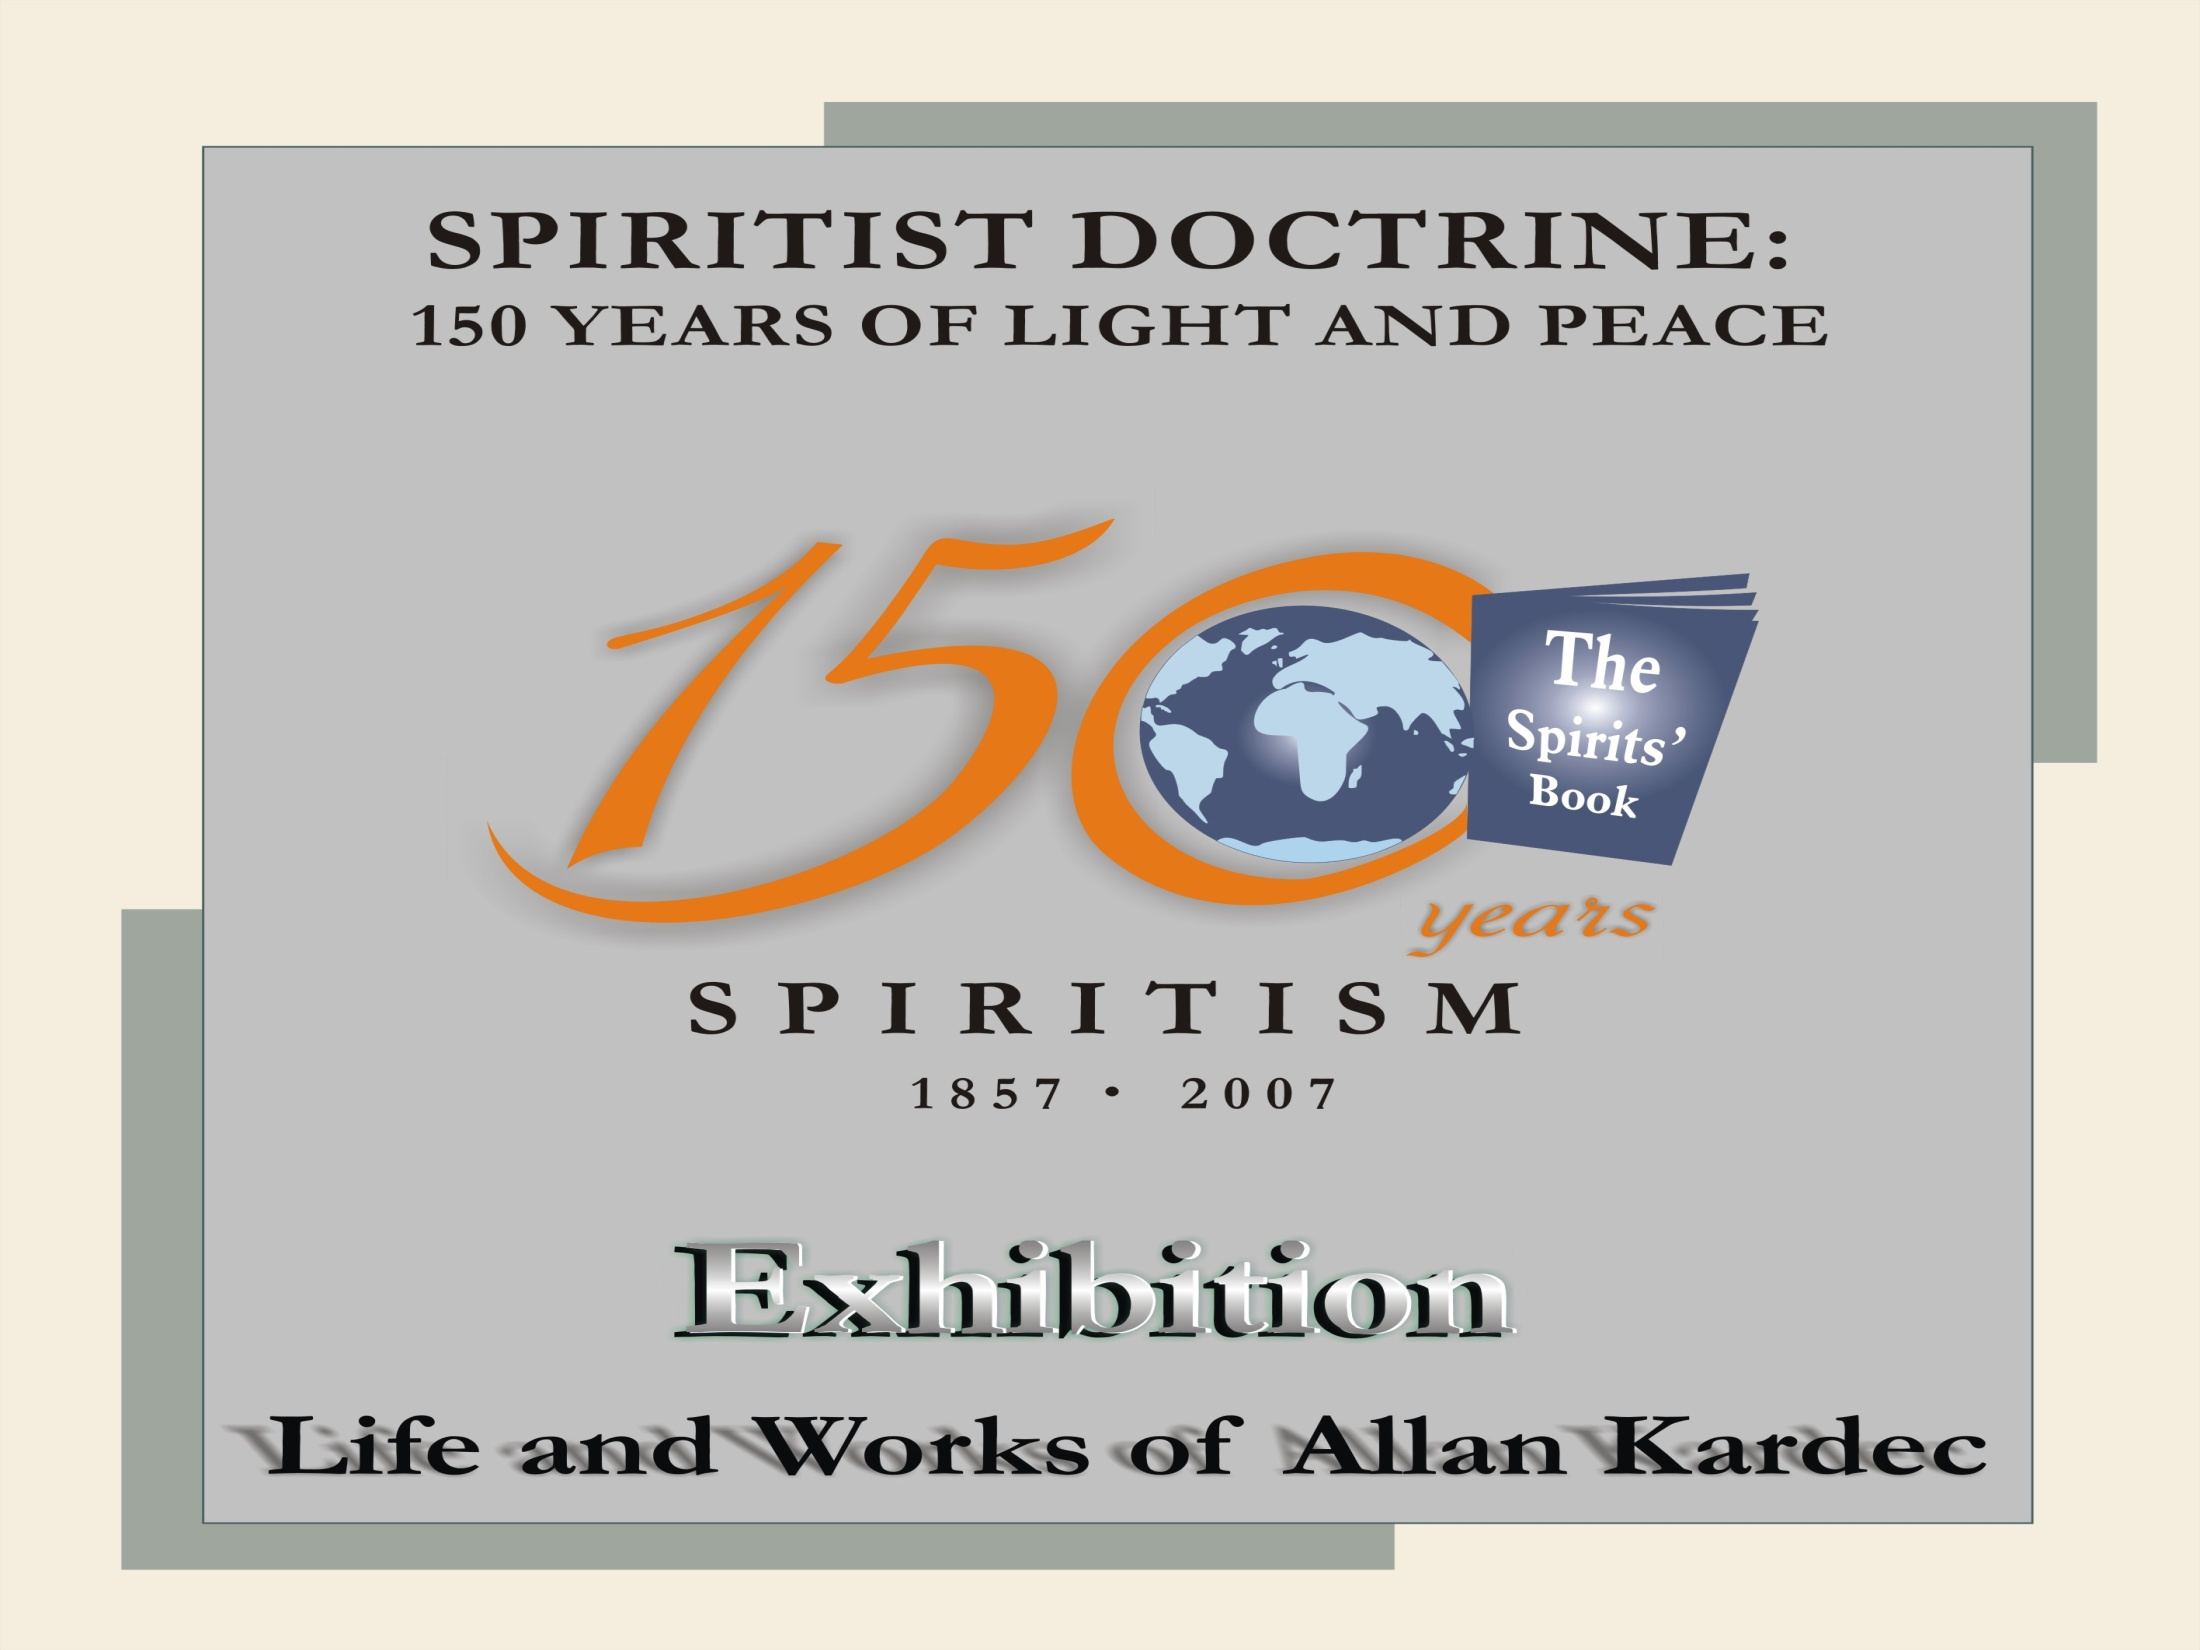 SPIRITIST DOCTRINE:
150 YEARS OF LIGHT AND PEACE
150
The
Spirits’
Book
years
SPIRITISM
1857 • 2007
Exhibition
Life and Works of Allan Kardec